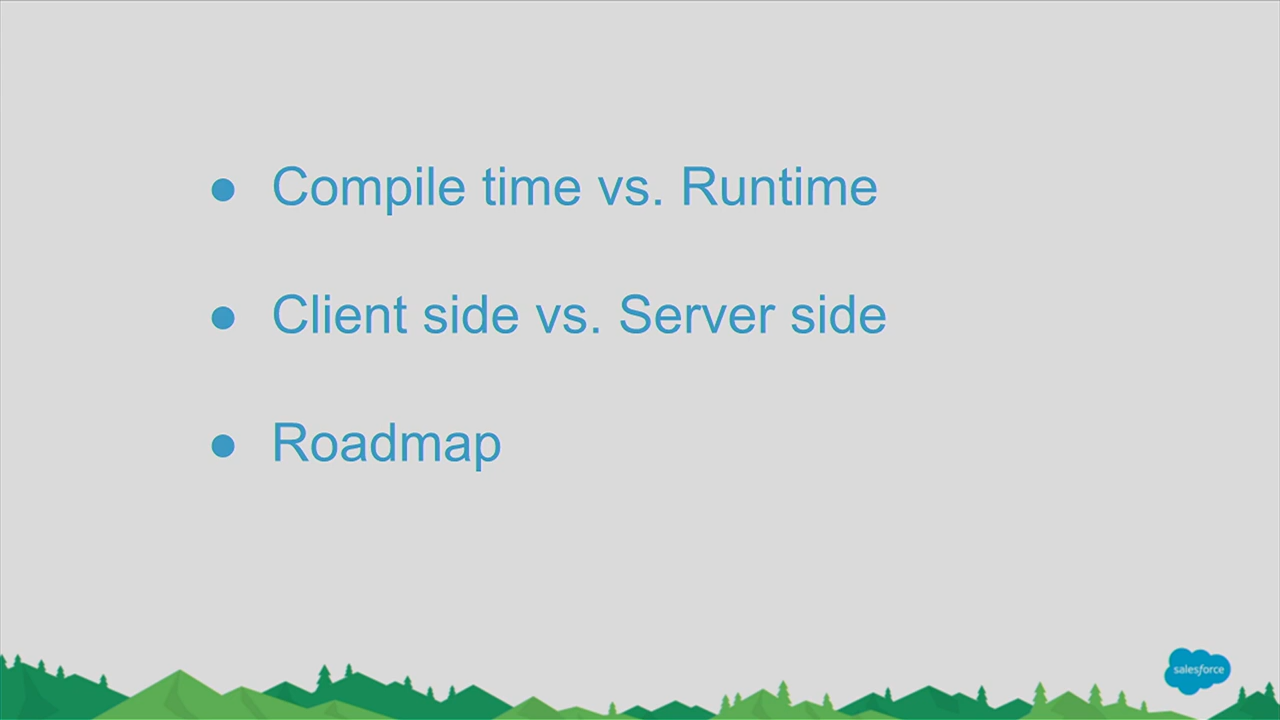 ● Compile time vs. Runtime
● Client side vs. Server side
● Roadmap
salesforce